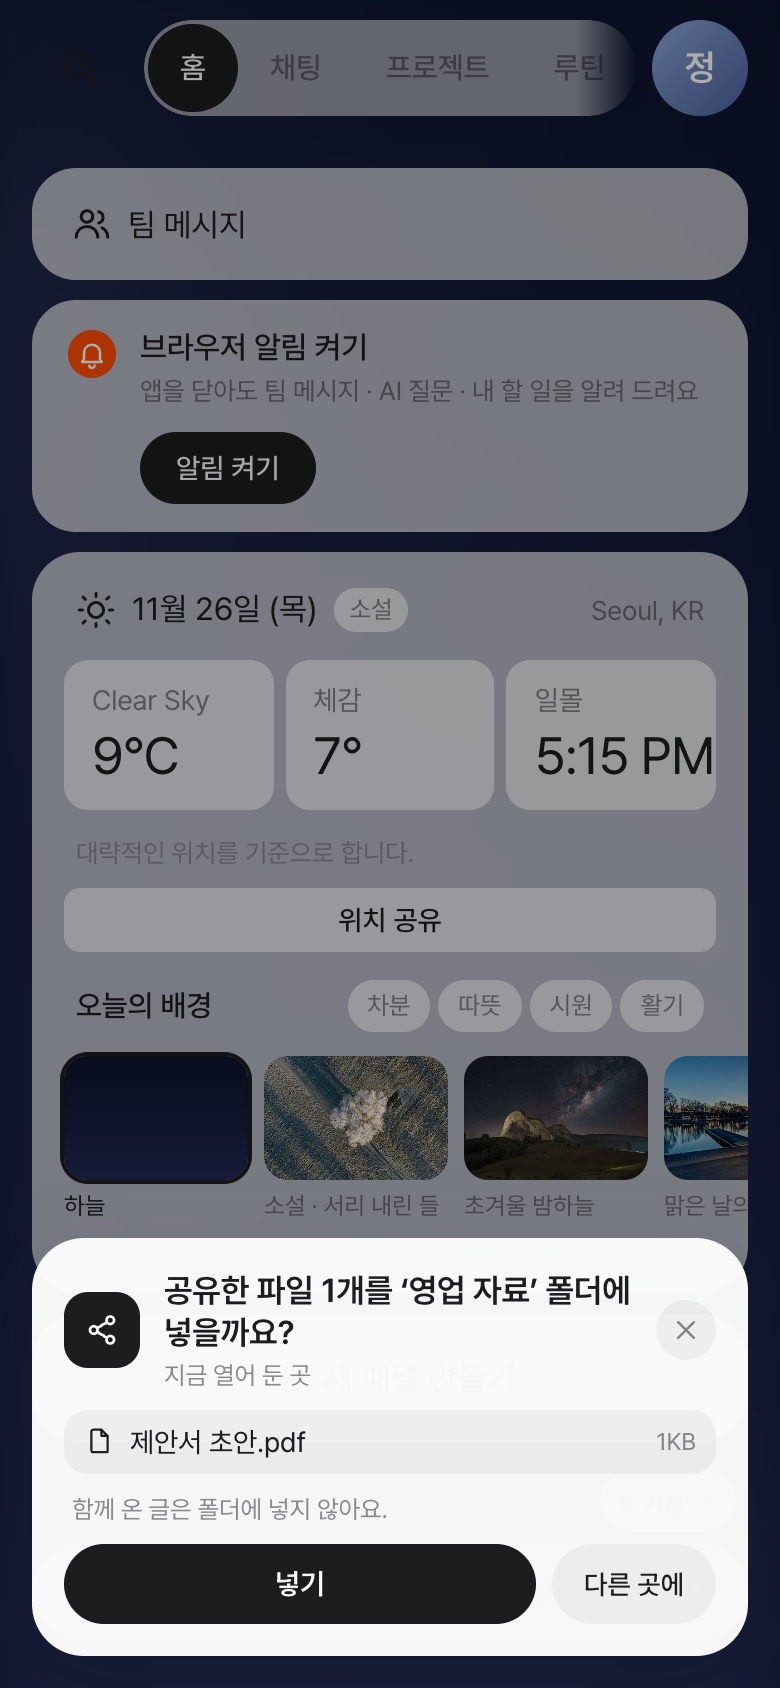 홈
채팅
프로젝트
루틴
정
팀 메시지
브라우저 알림 켜기
앱을 닫아도 팀 메시지 · AI 질문 · 내 할 일을 알려 드려요
알림 켜기
11월 26일 (목)
소설
Seoul, KR
Clear Sky
체감
일몰
9°C
7°
5:15 PM
대략적인 위치를 기준으로 합니다.
위치 공유
오늘의 배경
차분
따뜻
시원
활기
하늘
소설 · 서리 내린 들
초겨울 밤하늘
맑은 날의
공유한 파일 1개를 ‘영업 자료’ 폴더에
넣을까요?
지금 열어 둔 곳
제안서 초안.pdf
1KB
함께 온 글은 폴더에 넣지 않아요.
넣기
다른 곳에